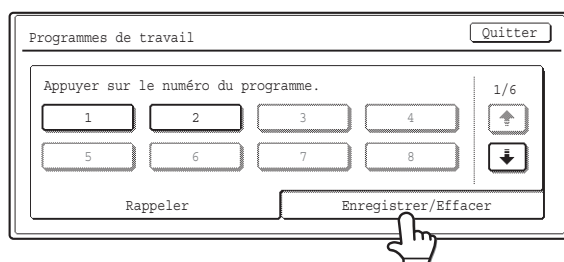 Programmes de travail
Quitter
Appuyer sur le numéro du programme.
1/6
1 2 3 4
5 6 7 8
Rappeler
Enregistrer/Effacer